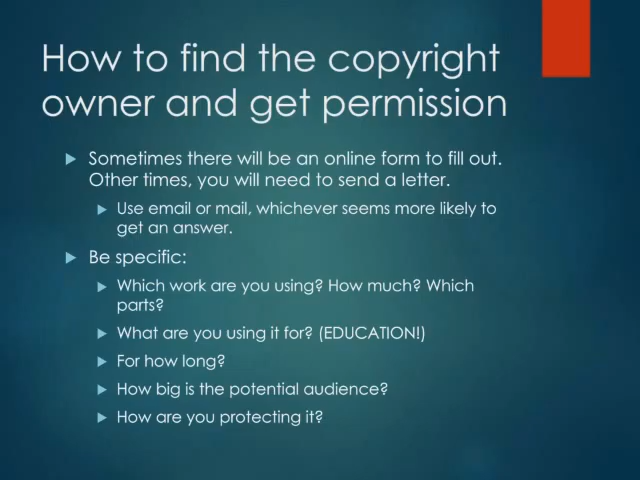 How to find the copyright
owner and get permission
Sometimes there will be an online form to fill out.
Other times, you will need to send a letter.
Use email or mail, whichever seems more likely to
get an answer.
Be specific:
Which work are you using? How much? Which
parts?
What are you using it for? (EDUCATION!)
For how long?
How big is the potential audience?
How are you protecting it?